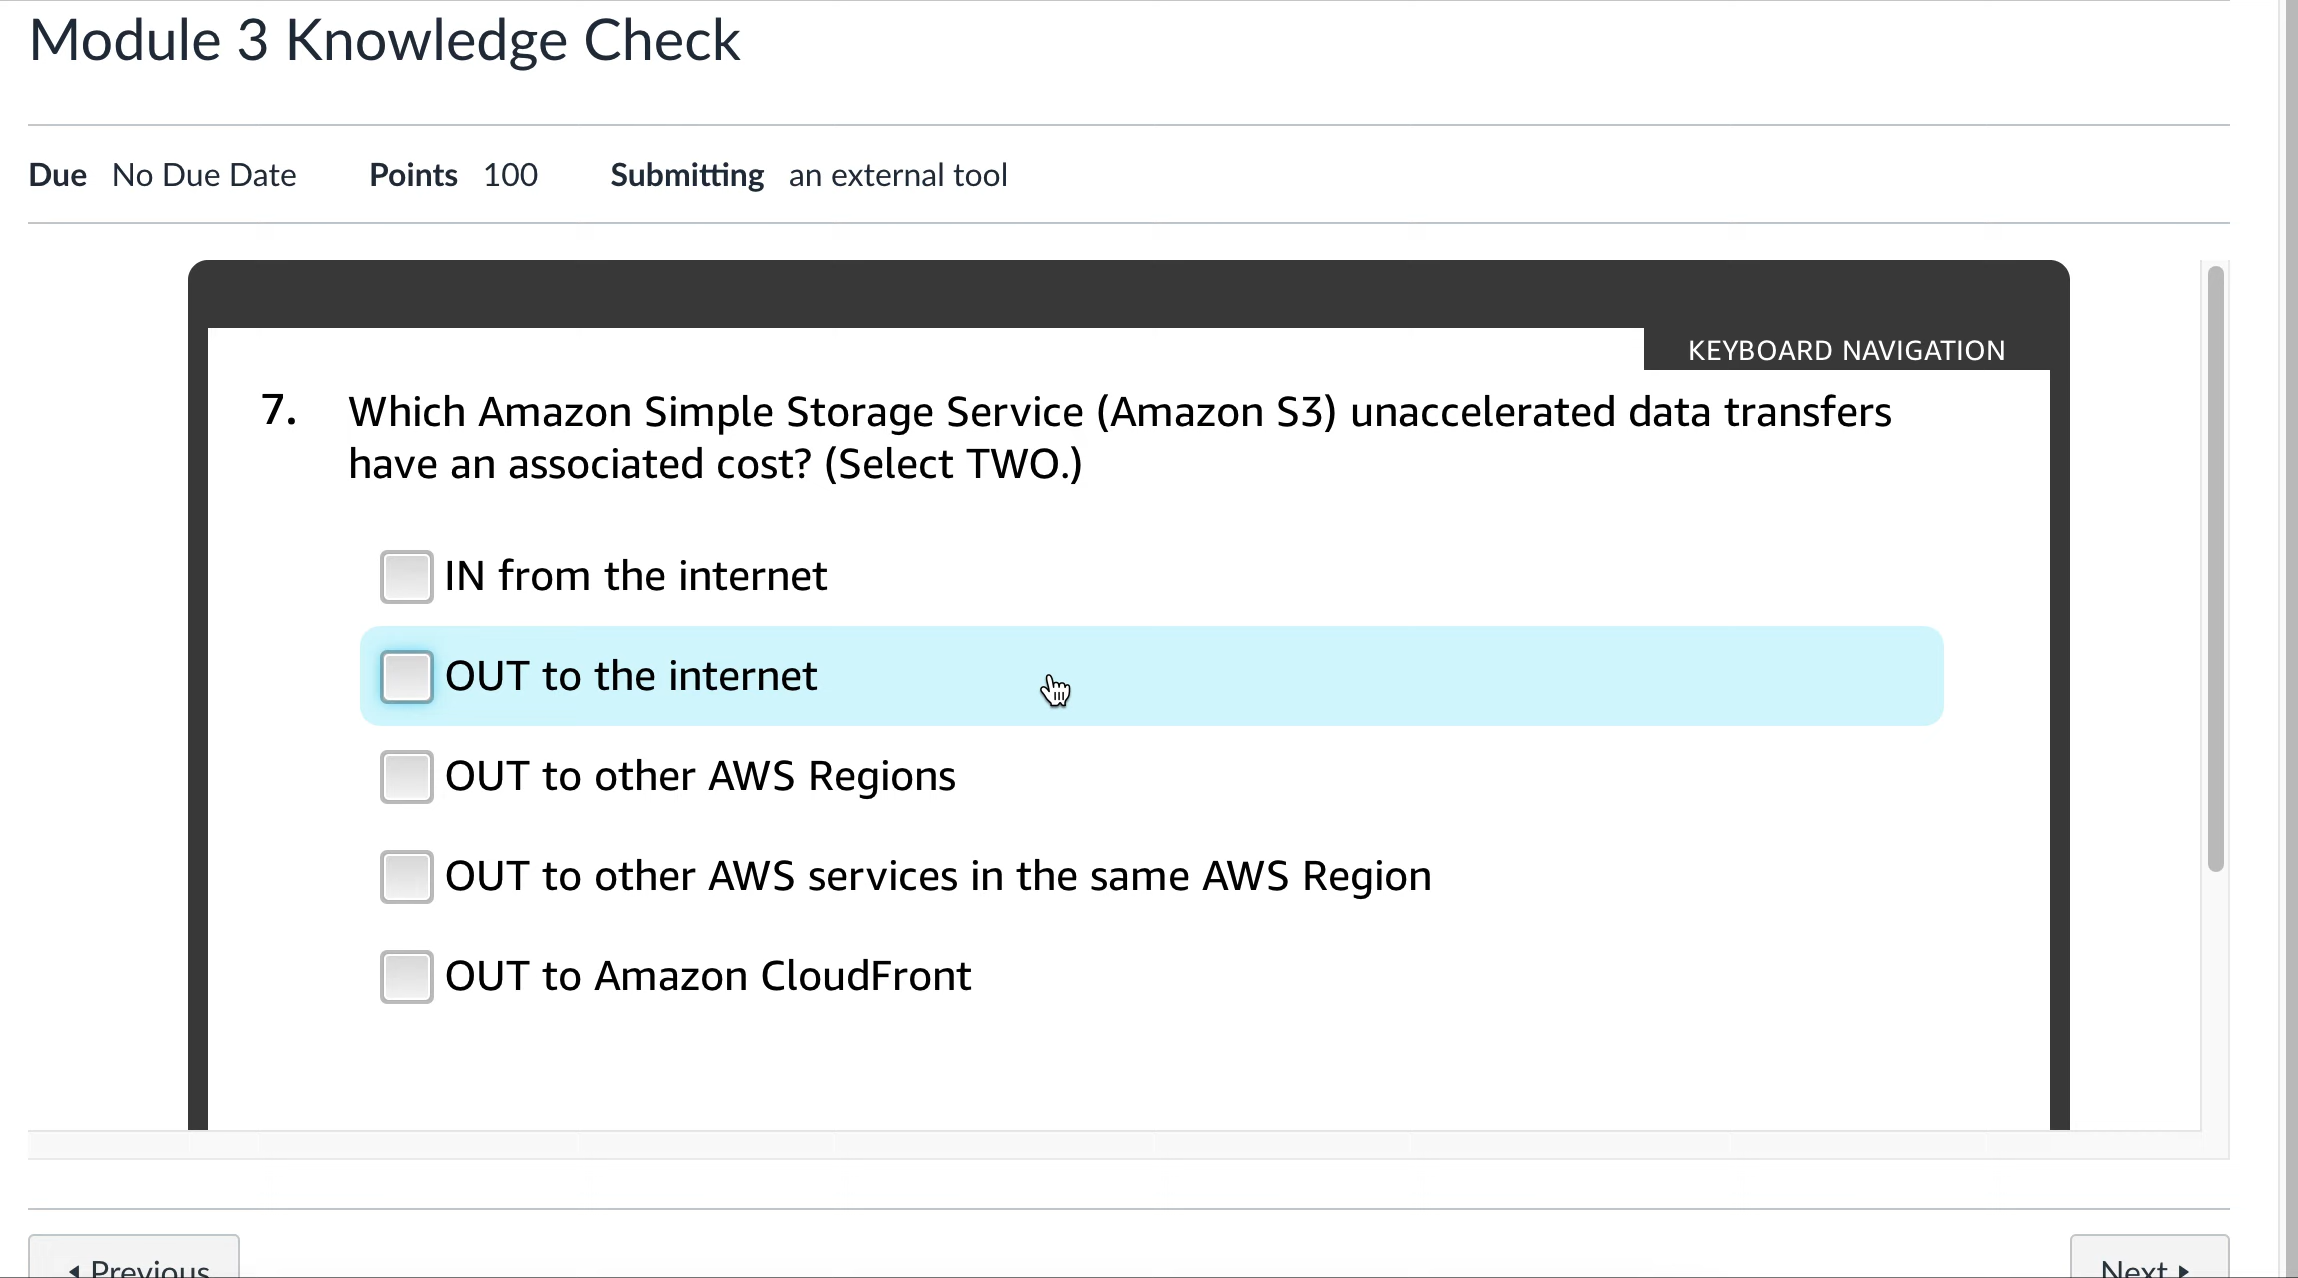 Module 3 Knowledge Check
Due No Due Date Points 100 Submitting an external tool
KEYBOARD NAVIGATION
7. Which Amazon Simple Storage Service (Amazon S3) unaccelerated data transfers
have an associated cost? (Select TWO.)
IN from the internet
OUT to the internet
OUT to other AWS Regions
OUT to other AWS services in the same AWS Region
OUT to Amazon CloudFront
Previous Next